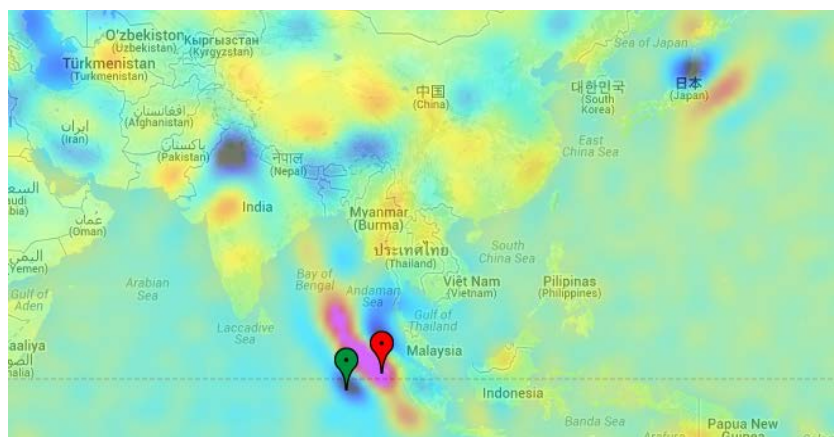 O'zbekiston
(Uzbekistan)
Кыргызстан
(Kyrgyzstan)
Türkmenistan
(Turkmenistan)
افغانستان
(Afghanistan)
ایران
(Iran)
پاکستان
(Pakistan)
नेपाल
(Nepal)
中国
(China)
대한민국
(South
Korea)
Sea of Japan
日本
(Japan)
East
China Sea
عُمان
(Oman)
India
Myanmar
(Burma)
ประเทศไทย
(Thailand)
South
China Sea
Yemen)
Gulf of
Aden
Arabian
Sea
Bay of
Bengal
Andaman
Sea
Việt Nam
(Vietnam)
Pilipinas
(Philippines)
Laccadive
Sea
Gulf of
Thailand
Malaysia
Indonesia
Banda Sea
Papua New